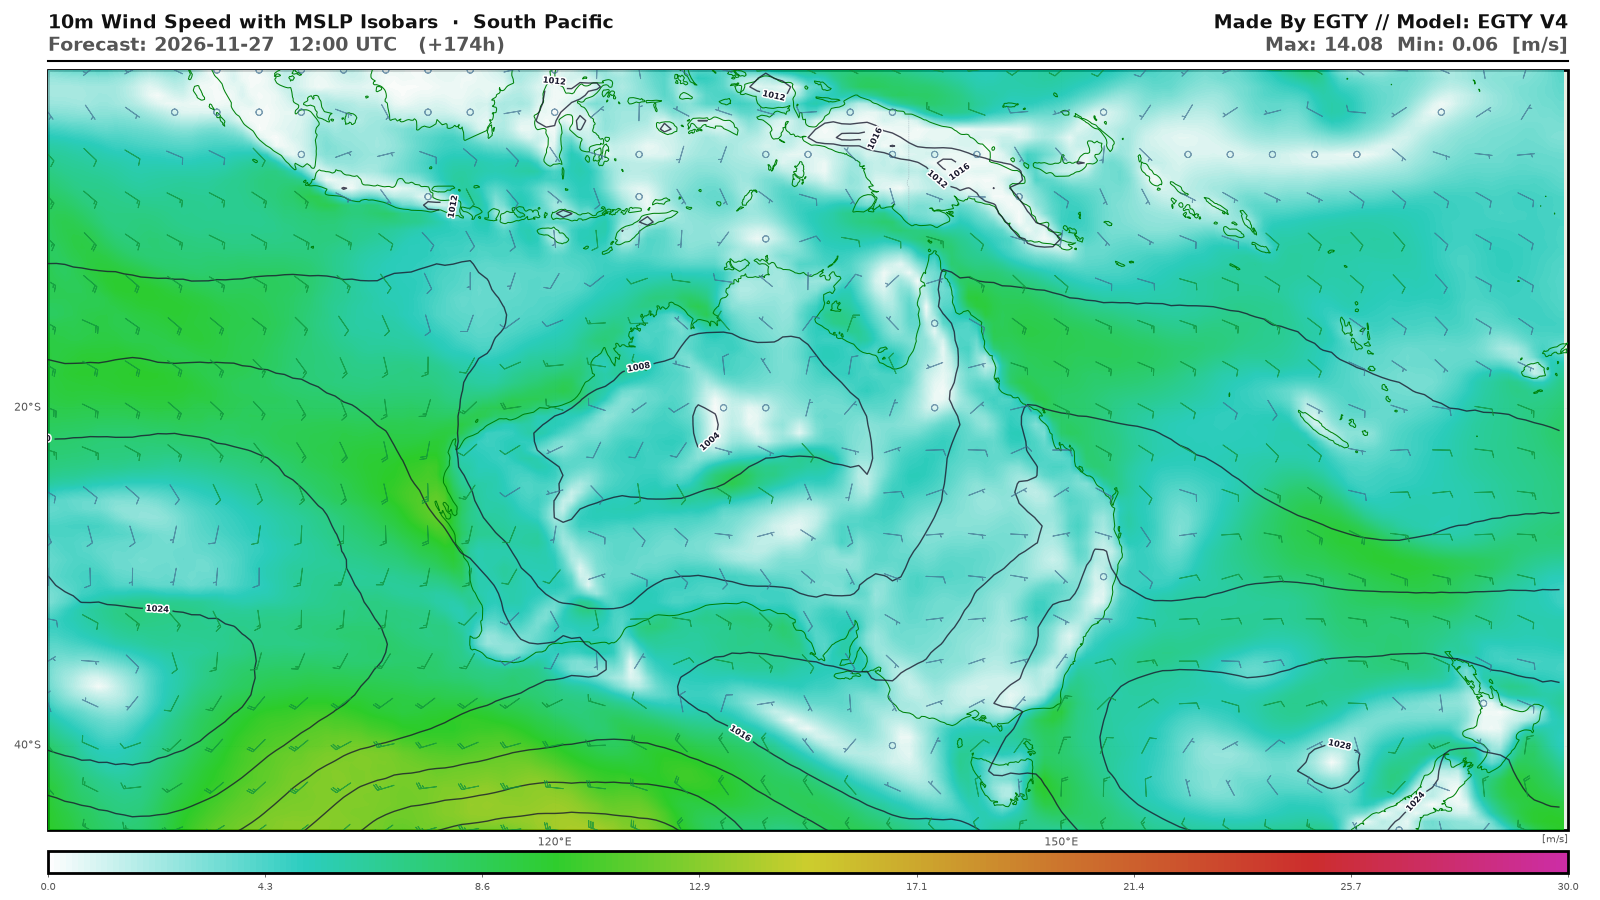 10m Wind Speed with MSLP Isobars · South Pacific
Made By EGTY // Model: EGTY V4
Forecast: 2026-11-27 12:00 UTC (+174h)
Max: 14.08 Min: 0.06 [m/s]
1012
1012
1016
1016
1012
1012
1008
20°S
1004
1024
1016
40°S
1028
1024
120°E
150°E
[m/s]
0.0
4.3
8.6
12.9
17.1
21.4
25.7
30.0